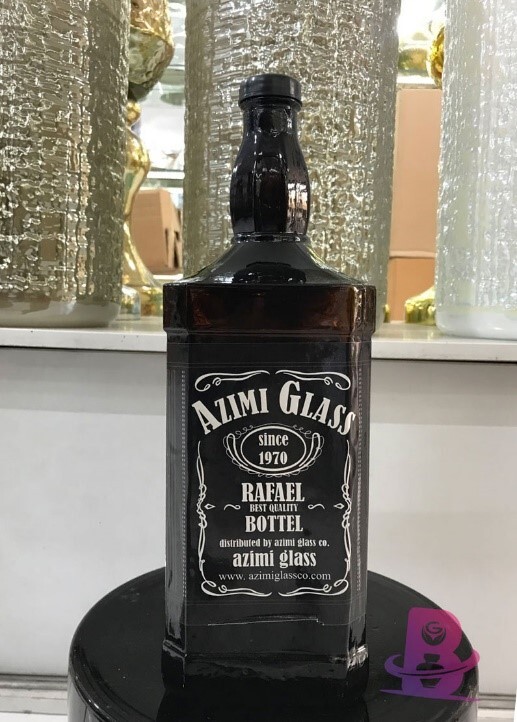 AZIMI GLASS
since
1970
RAFAEL
BEST QUALITY
BOTTEL
distributed by azimi glass co.
azimi glass
www. azimiglassco.com
B